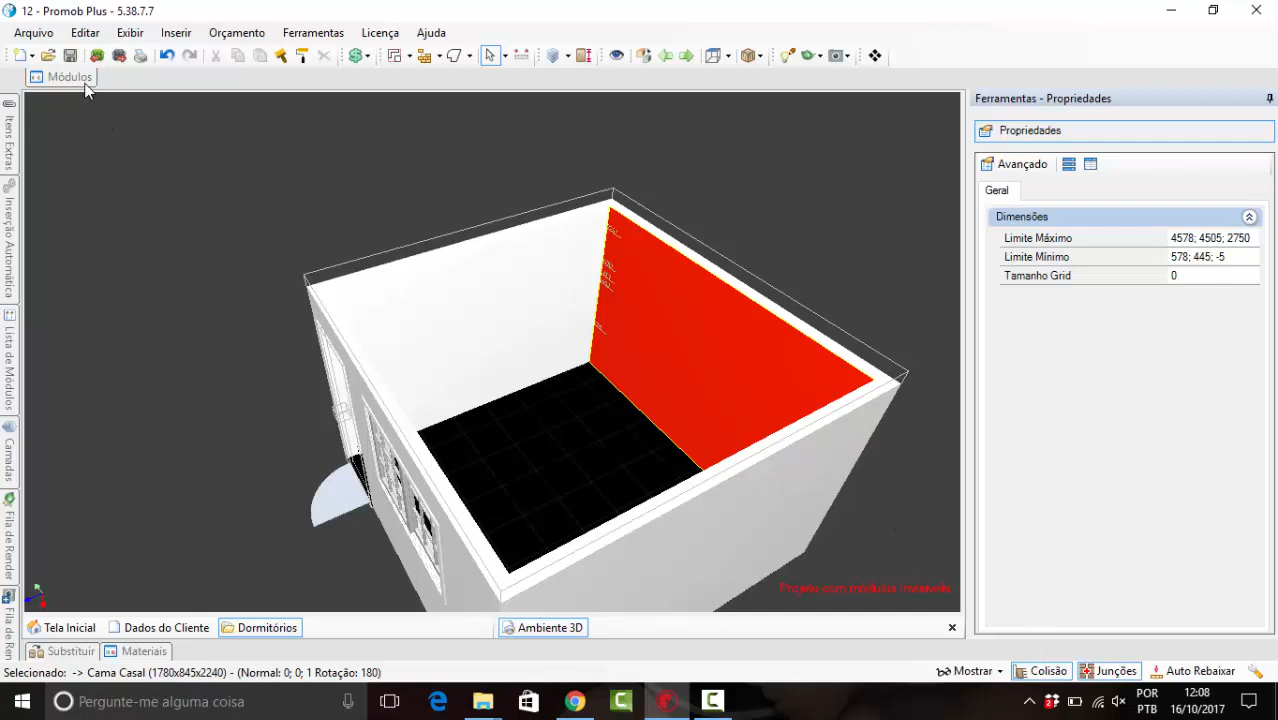 12 - Promob Plus - 5.38.7.7
Arquivo Editar Exibir Inserir Orçamento Ferramentas Licença Ajuda
Módulos
Ferramentas - Propriedades
Propriedades
Avançado
Geral
Dimensões
Limite Máximo 4578; 4505; 2750
Limite Mínimo 578; 445; -5
Tamanho Grid 0
Itens Extras
Inserção Automática
Lista de Módulos
Camadas
Fila de Render
Fila de Ren
Tela Inicial Dados do Cliente Dormitórios Ambiente 3D
Substituir Materiais
Selecionado: -> Cama Casal (1780x845x2240) - (Normal: 0; 0; 1 Rotação: 180)
Mostrar Colisão Junções Auto Rebaixar
Pergunte-me alguma coisa
POR 12:08
PTB 16/10/2017
Projeto com módulos